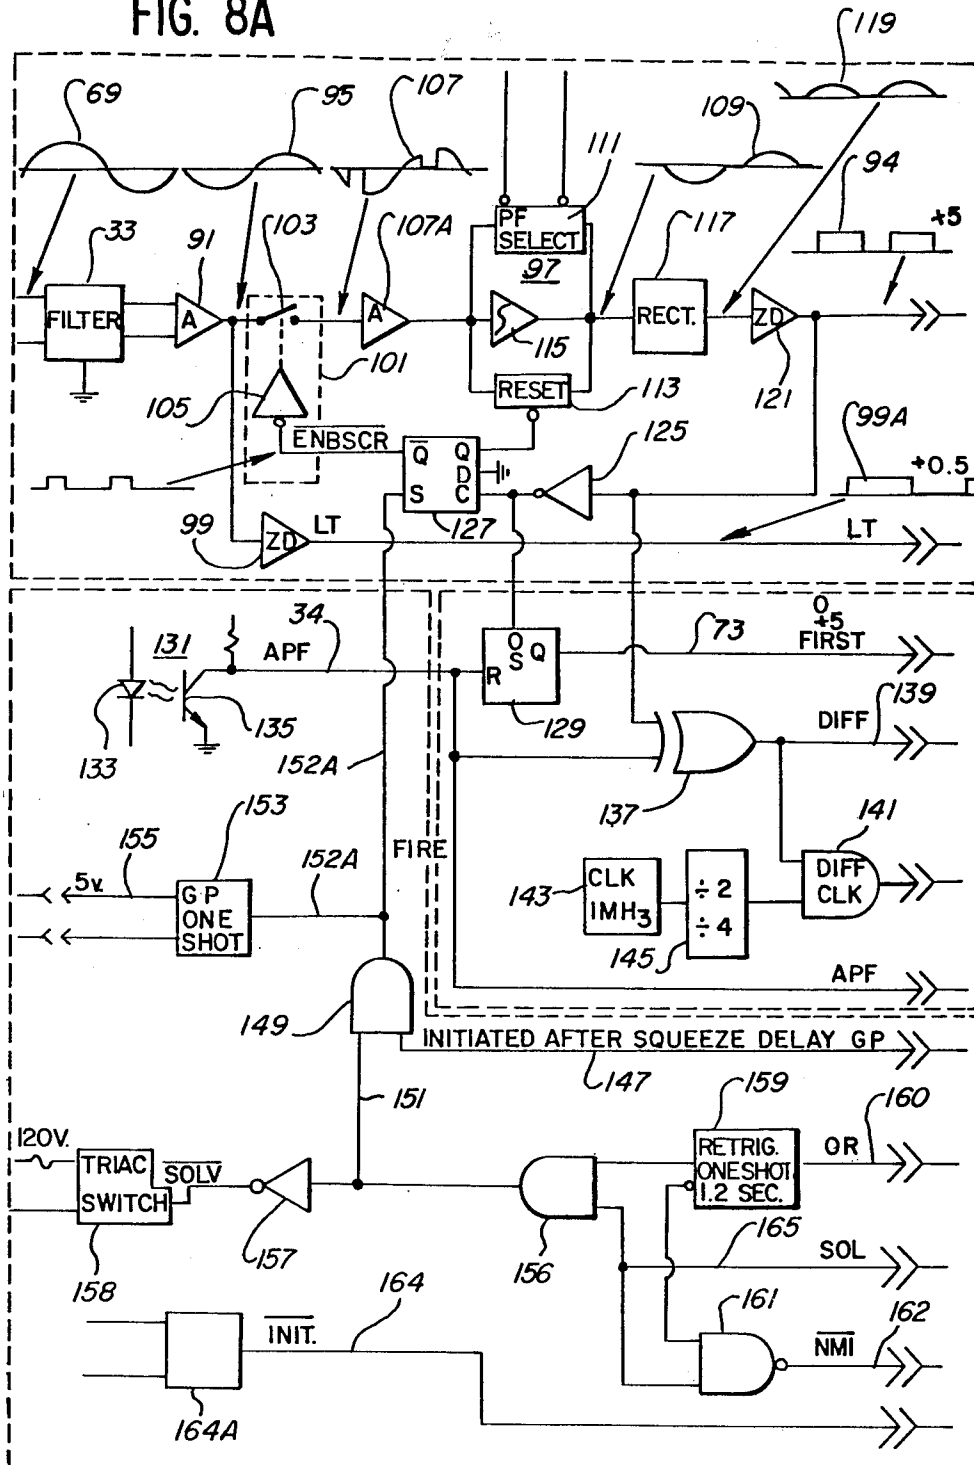 FIG. 8A
119
69
95
107
109
111
94
33
91
103
107A
PF
SELECT
97
117
+5
FILTER
A
A
115
RECT.
ZD
121
101
105
RESET
113
ENBSCR
125
99A
+0.5
Q
Q
D
S
C
127
99
ZD
LT
LT
34
131
APF
O
S
Q
R
129
73
0
+5
FIRST
133
135
152A
DIFF
139
137
153
155
5v.
GP
ONE
SHOT
152A
FIRE
143
CLK
1MH3
÷2
÷4
145
141
DIFF
CLK
149
APF
INITIATED AFTER SQUEEZE DELAY GP
147
151
159
160
120V.
TRIAC
SWITCH
SOLV
RETRIG.
ONESHOT
1.2 SEC.
OR
157
156
165
SOL
158
161
164
INIT.
NMI
162
164A